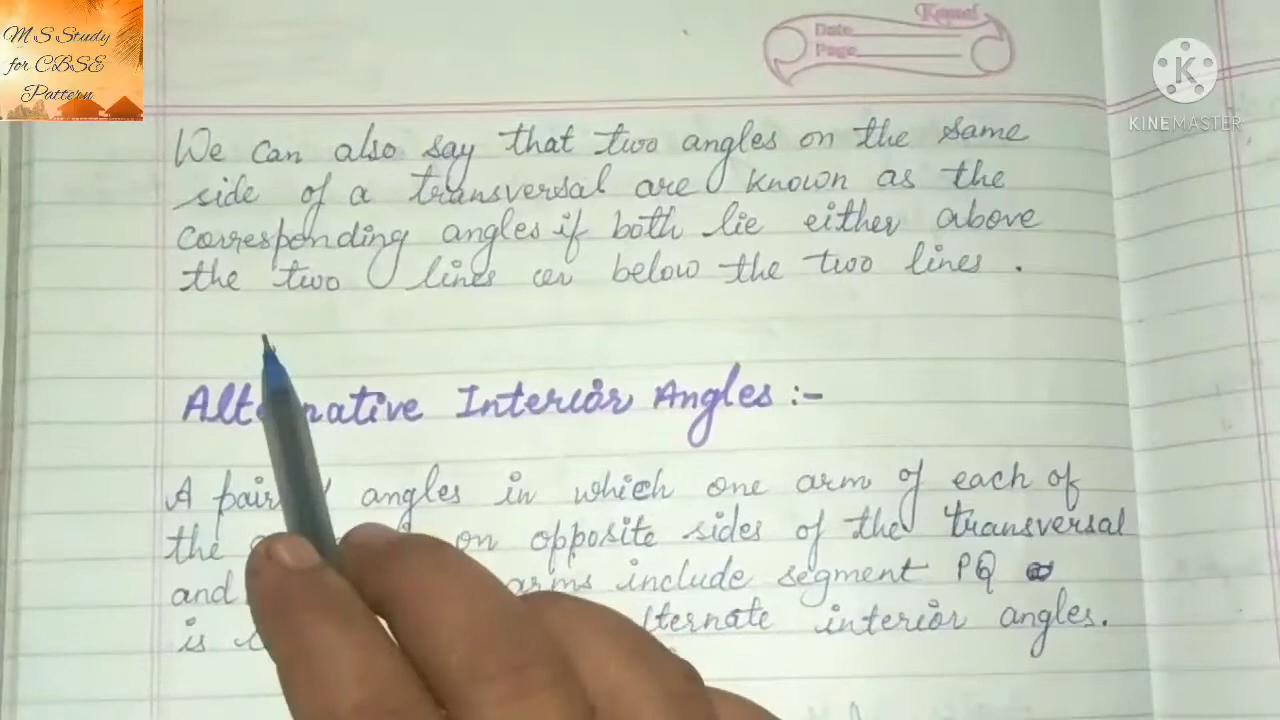 M.S Study
for CBSE
Pattern
Kamal
Date
Page
K
KINEMASTER
We can also say that two angles on the same
side of a transversal are known as the
corresponding angles if both lie either above
the two lines or below the two lines .
Alternative Interior Angles :-
A pair angles in which one arm of each of
the on opposite sides of the transversal
and arms include segment PQ
is interior angles.